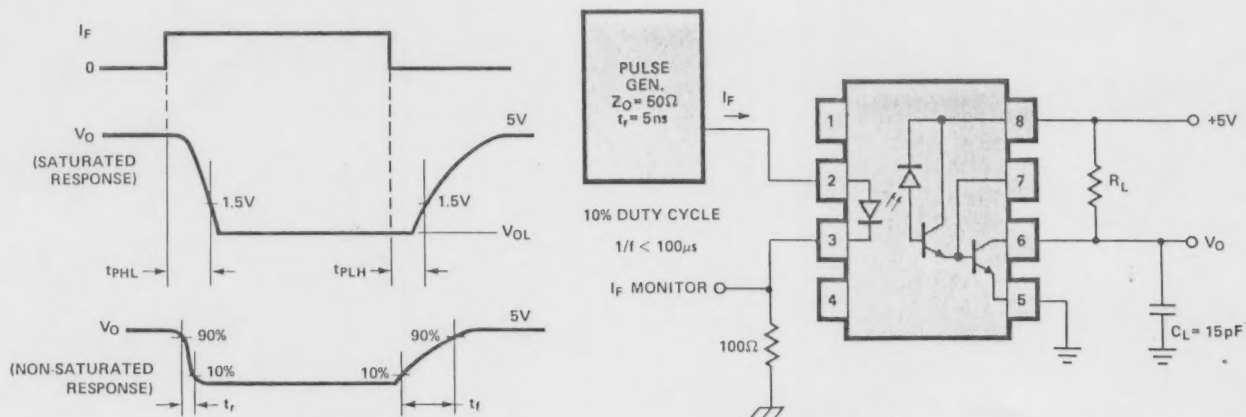 I_F
0
V_O
(SATURATED
RESPONSE)
5V
1.5V
1.5V
V_OL
t_PHL
t_PLH
V_O
(NON-SATURATED
RESPONSE)
90%
10%
t_r
5V
90%
10%
t_f
PULSE
GEN.
Z_O = 50Ω
t_r = 5ns
I_F
10% DUTY CYCLE
1/f < 100μs
I_F MONITOR
100Ω
1
2
3
4
8
7
6
5
+5V
R_L
V_O
C_L = 15pF